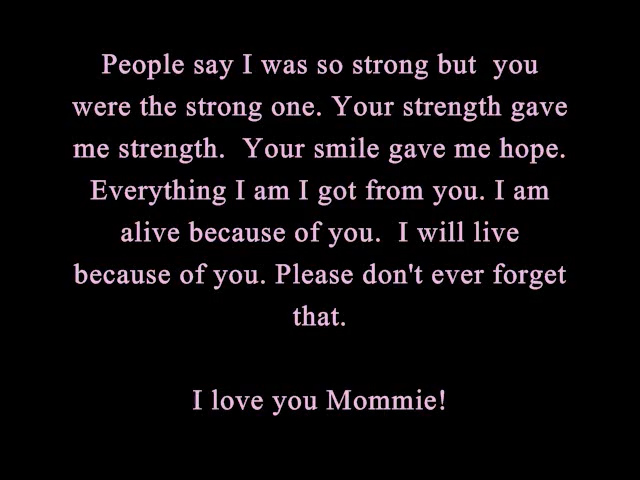 People say I was so strong but  you
were the strong one. Your strength gave
me strength.  Your smile gave me hope.
Everything I am I got from you. I am
alive because of you.  I will live
because of you. Please don't ever forget
that.
I love you Mommie!